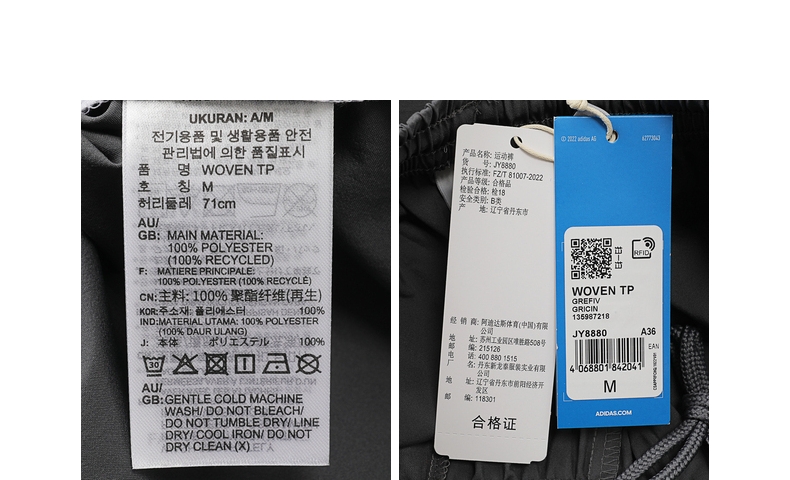 UKURAN: A/M
전기용품 및 생활용품 안전
관리법에 의한 품질표시
품 명 WOVEN TP
호 칭 M
허리둘레 71cm
AU/
GB: MAIN MATERIAL:
100% POLYESTER
(100% RECYCLED)
F: MATIERE PRINCIPALE:
100% POLYESTER (100% RECYCLÉ)
CN: 主料: 100% 聚酯纤维(再生)
KOR: 주소재: 폴리에스터 100%
IND: MATERIAL UTAMA: 100% POLYESTER
(100% DAUR ULANG)
J: 本体 ポリエステル 100%
30
AU/
GB: GENTLE COLD MACHINE
WASH/ DO NOT BLEACH/
DO NOT TUMBLE DRY/ LINE
DRY/ COOL IRON/ DO NOT
DRY CLEAN (X)
产品名称: 运动裤
货 号: JY8880
执行标准: FZ/T 81007-2022
产品等级: 合格品
检验合格: 检18
安全类别: B类
产 地: 辽宁省丹东市
经 销 商: 阿迪达斯体育(中国)有限
公司
地 址: 苏州工业园区唯胜路508号
邮 编: 215126
电 话: 400 880 1515
厂 名: 丹东新龙泰服装实业有限
公司
地 址: 辽宁省丹东市前阳经济开
发区
邮 编: 118301
合格证
© 2022 adidas AG
AZ773843
RFID
WOVEN TP
GREFIV
GRICIN
135987218
JY8880 A36
EAN
4 068801 842041
M
ADIDAS.COM